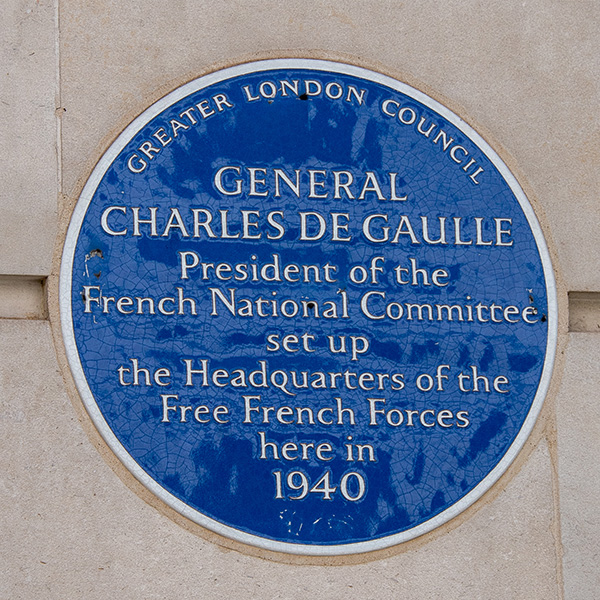 GREATER LONDON COUNCIL
GENERAL
CHARLES DE GAULLE
President of the
French National Committee
set up
the Headquarters of the
Free French Forces
here in
1940